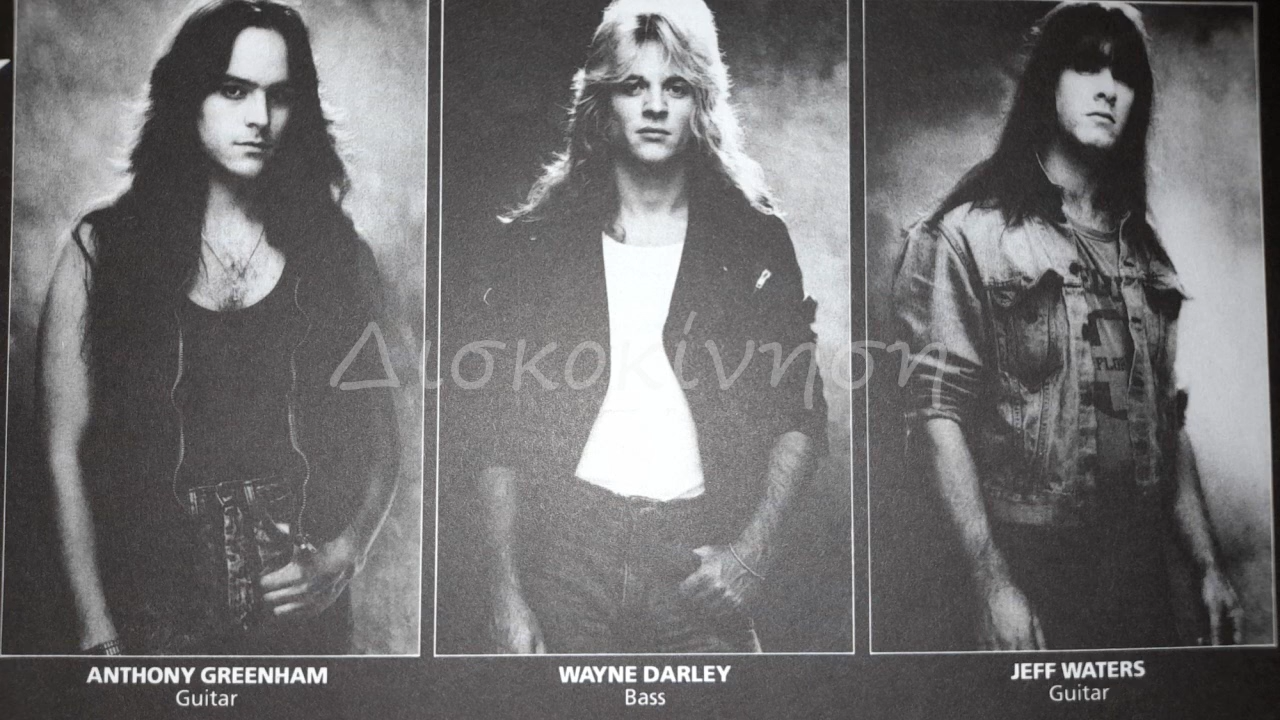 Δισκοκίνηση
ANTHONY GREENHAM
Guitar
WAYNE DARLEY
Bass
JEFF WATERS
Guitar